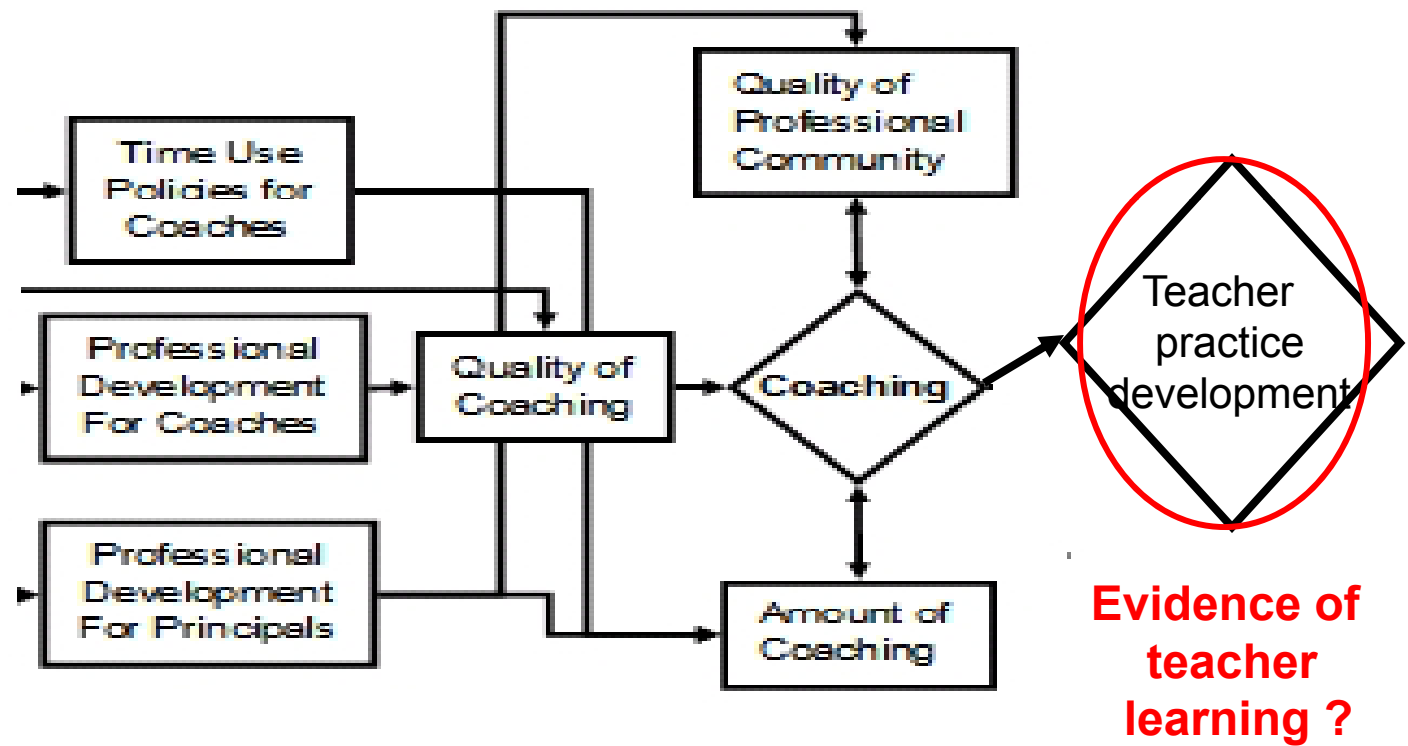 Quality of
Professional
Community
Time Use
Policies for
Coaches
Professional
Development
For Coaches
Quality of
Coaching
Coaching
Teacher
practice
development
Professional
Development
For Principals
Amount of
Coaching
Evidence of
teacher
learning ?